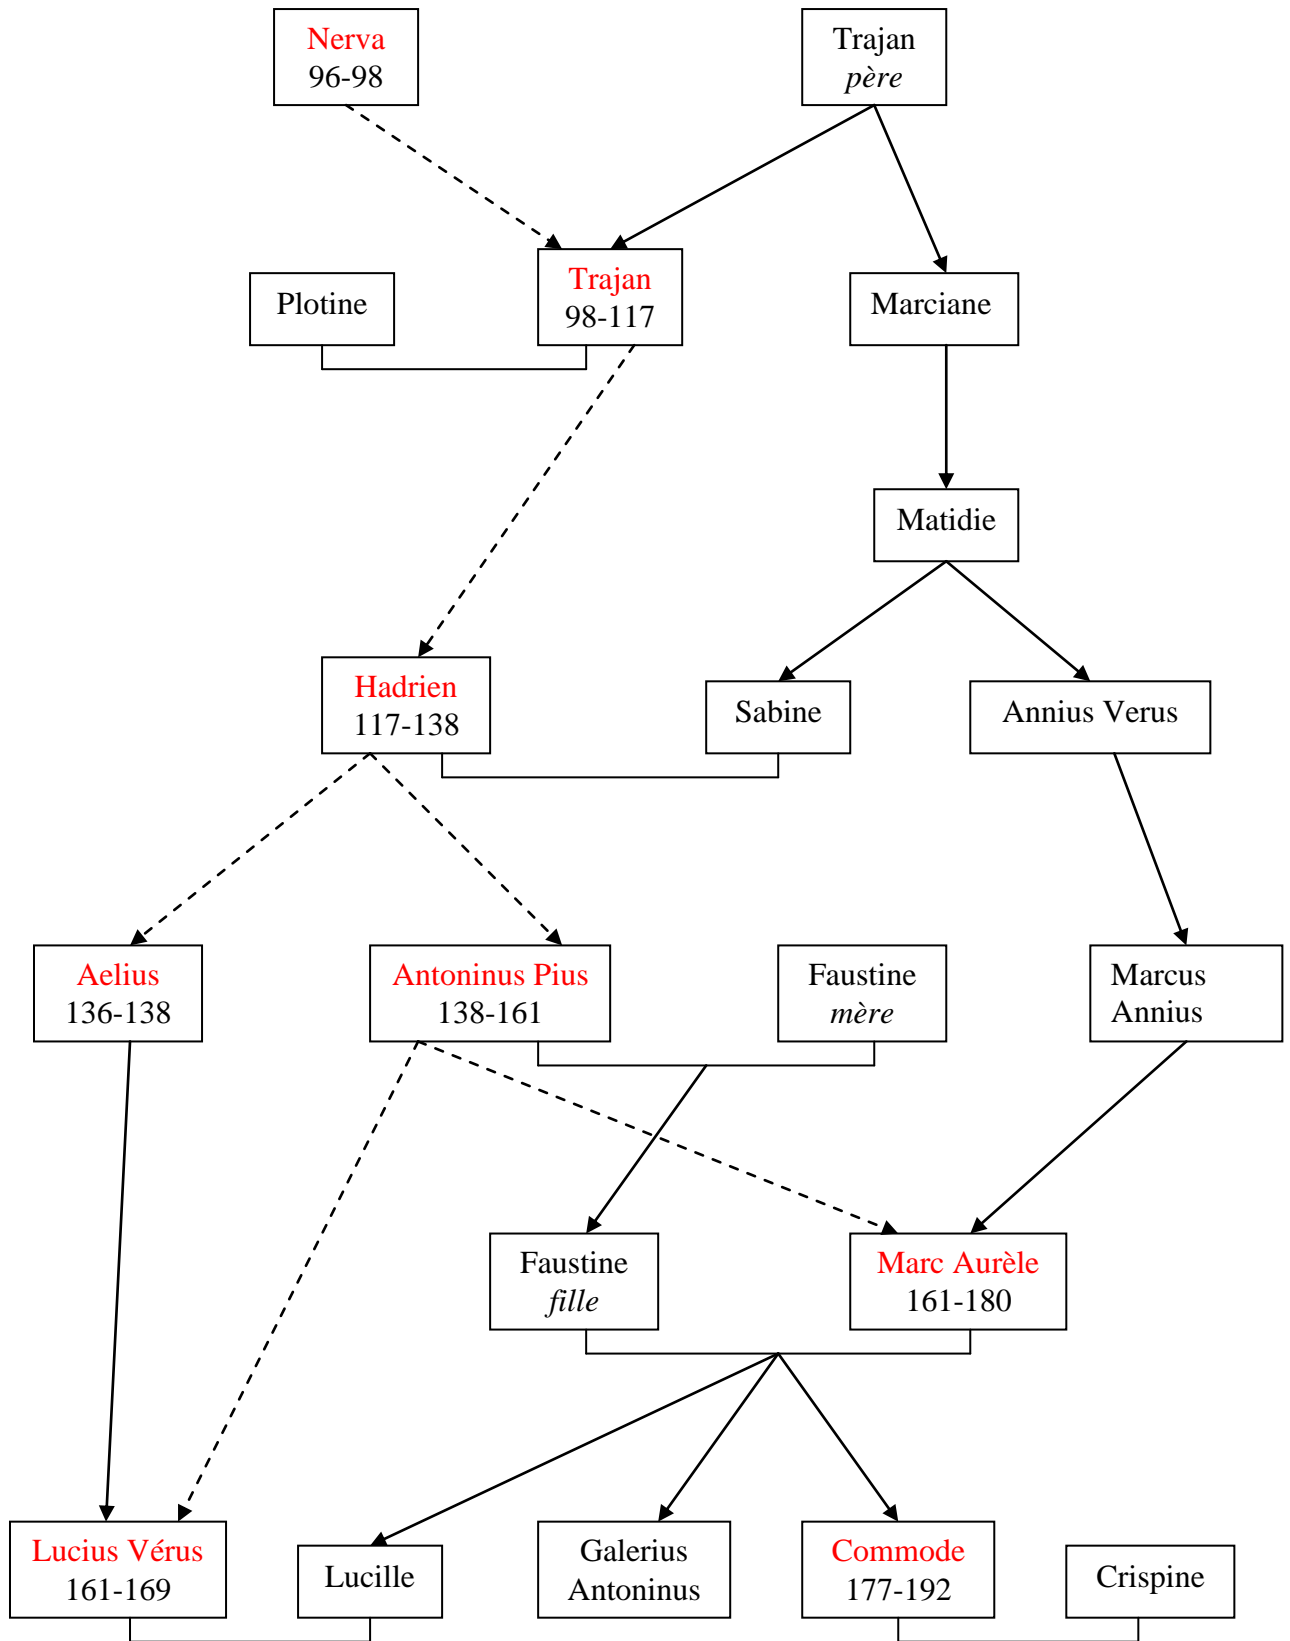 Nerva
96-98
Trajan
père
Plotine
Trajan
98-117
Marciane
Matidie
Hadrien
117-138
Sabine
Annius Verus
Aelius
136-138
Antoninus Pius
138-161
Faustine
mère
Marcus
Annius
Faustine
fille
Marc Aurèle
161-180
Lucius Vérus
161-169
Lucille
Galerius
Antoninus
Commode
177-192
Crispine